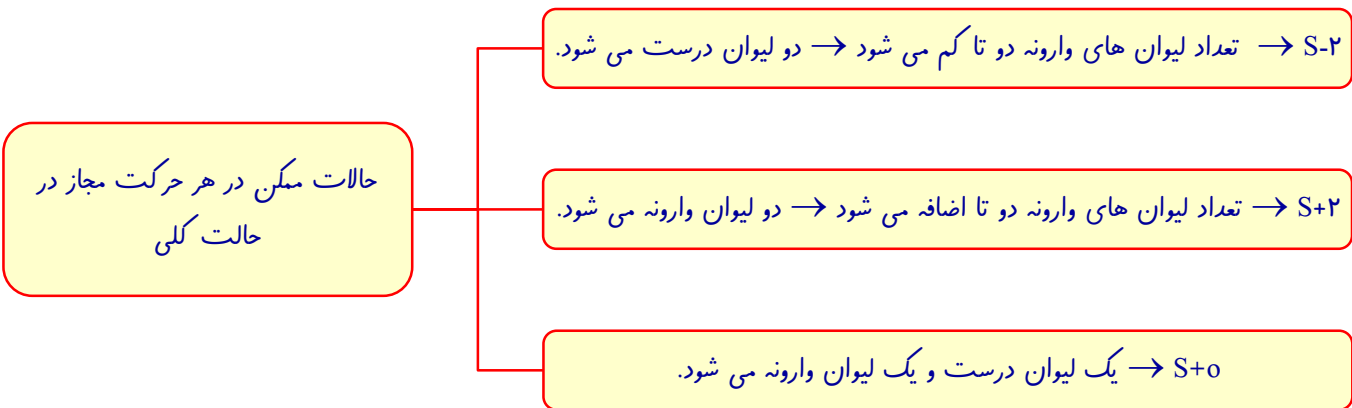 S-۲ → تعداد لیوان های وارونه دو تا کم می شود → دو لیوان درست می شود.
حالات ممکن در هر حرکت مجاز در
حالت کلی
S+۲ → تعداد لیوان های وارونه دو تا اضافه می شود → دو لیوان وارونه می شود.
S+o → یک لیوان درست و یک لیوان وارونه می شود.